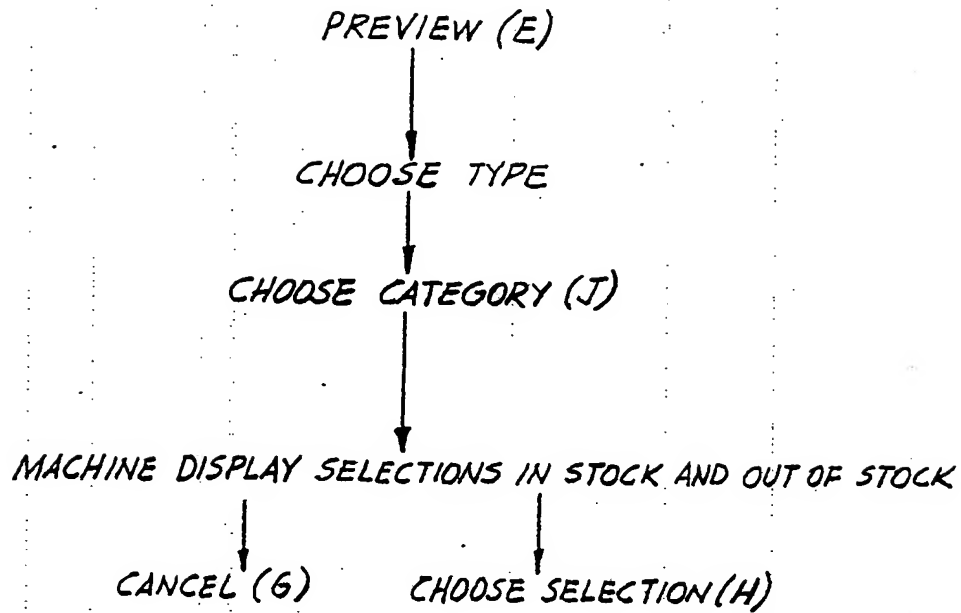 PREVIEW (E)
CHOOSE TYPE
CHOOSE CATEGORY (J)
MACHINE DISPLAY SELECTIONS IN STOCK AND OUT OF STOCK
CANCEL (G)
CHOOSE SELECTION (H)